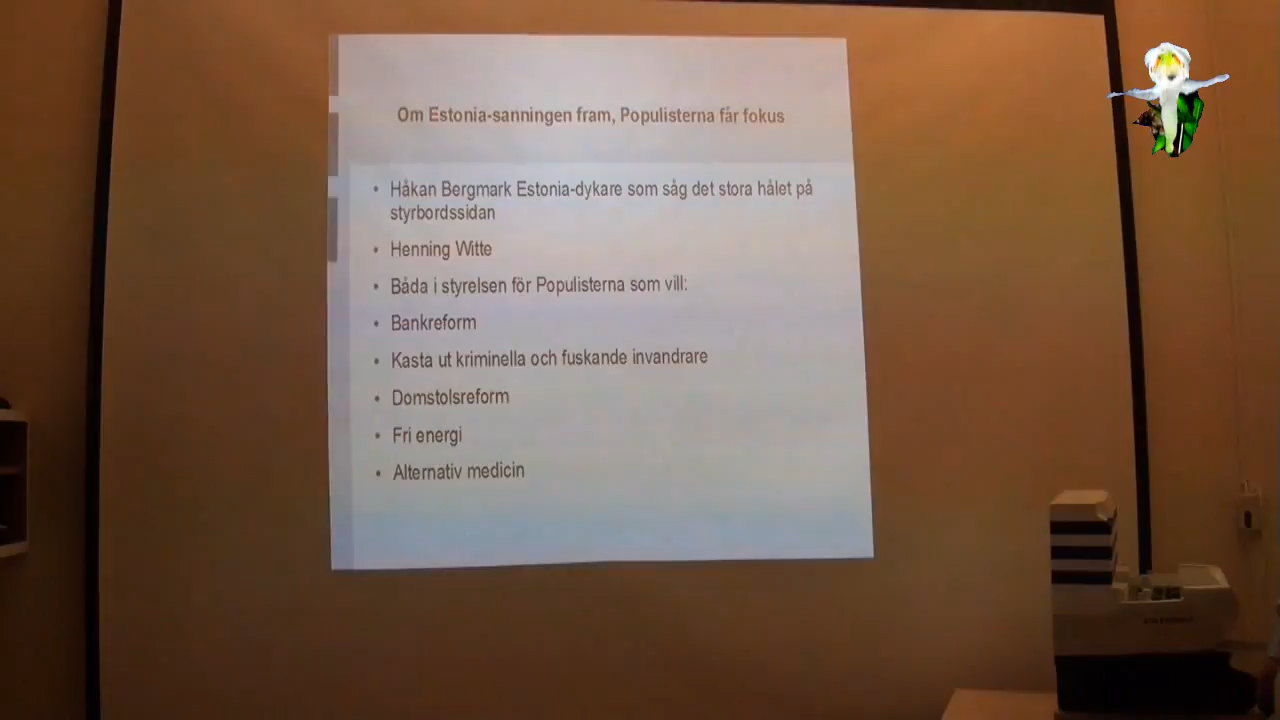 Om Estonia-sanningen fram, Populisterna får fokus
• Håkan Bergmark Estonia-dykare som såg det stora hålet på
styrbordssidan
• Henning Witte
• Båda i styrelsen för Populisterna som vill:
• Bankreform
• Kasta ut kriminella och fuskande invandrare
• Domstolsreform
• Fri energi
• Alternativ medicin